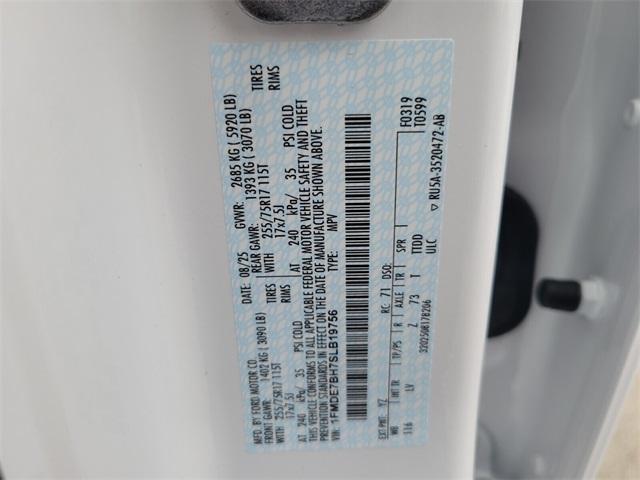 MFD. BY FORD MOTOR CO.
DATE: 08/25 GVWR: 2685 KG ( 5920 LB)
FRONT GAWR: 1402 KG ( 3090 LB) REAR GAWR: 1393 KG ( 3070 LB)
WITH 255/75R17 115T TIRES WITH 255/75R17 115T TIRES
17x7.5J RIMS 17x7.5J RIMS
AT 240 kPa/ 35 PSI COLD AT 240 kPa/ 35 PSI COLD
THIS VEHICLE CONFORMS TO ALL APPLICABLE FEDERAL MOTOR VEHICLE SAFETY AND THEFT
PREVENTION STANDARDS IN EFFECT ON THE DATE OF MANUFACTURE SHOWN ABOVE.
VIN: 1FMDE7BH7SLB19756 TYPE: MPV
F0319
T0599
EXT PNT: YZ RC: 71 DSO:
WB INT TR TP/PS R AXLE TR SPR
116 LV Z 73 T TTDD
ULC
RU5A-3520472-AB